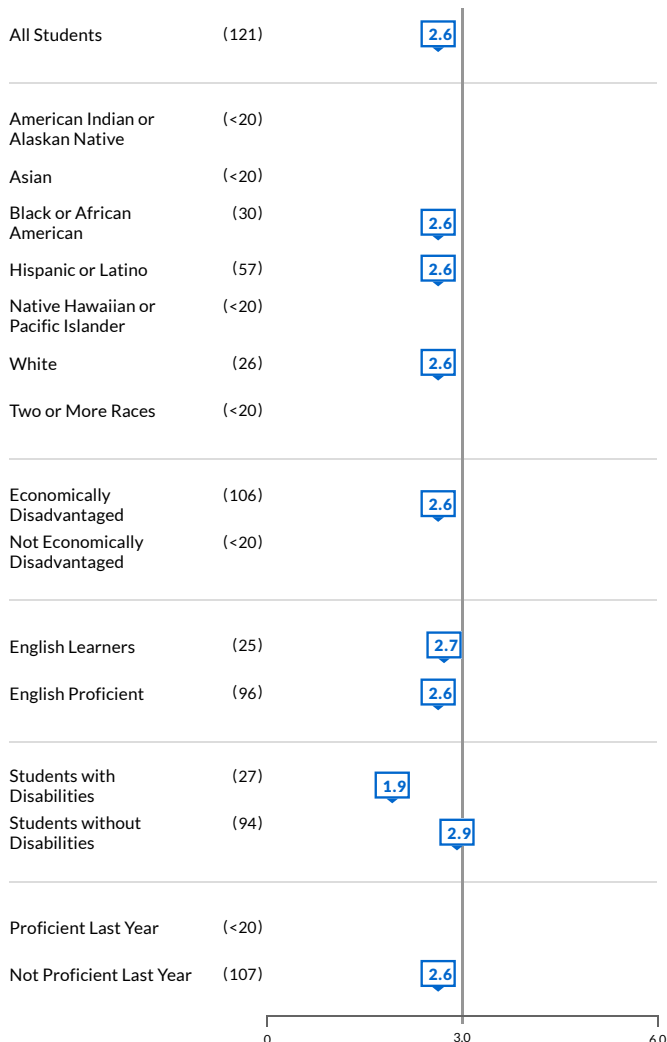 All Students (121) 2.6
American Indian or (<20)
Alaskan Native
Asian (<20)
Black or African (30) 2.6
American
Hispanic or Latino (57) 2.6
Native Hawaiian or (<20)
Pacific Islander
White (26) 2.6
Two or More Races (<20)
Economically (106) 2.6
Disadvantaged
Not Economically (<20)
Disadvantaged
English Learners (25) 2.7
English Proficient (96) 2.6
Students with (27) 1.9
Disabilities
Students without (94) 2.9
Disabilities
Proficient Last Year (<20)
Not Proficient Last Year (107) 2.6
0 3.0 6.0